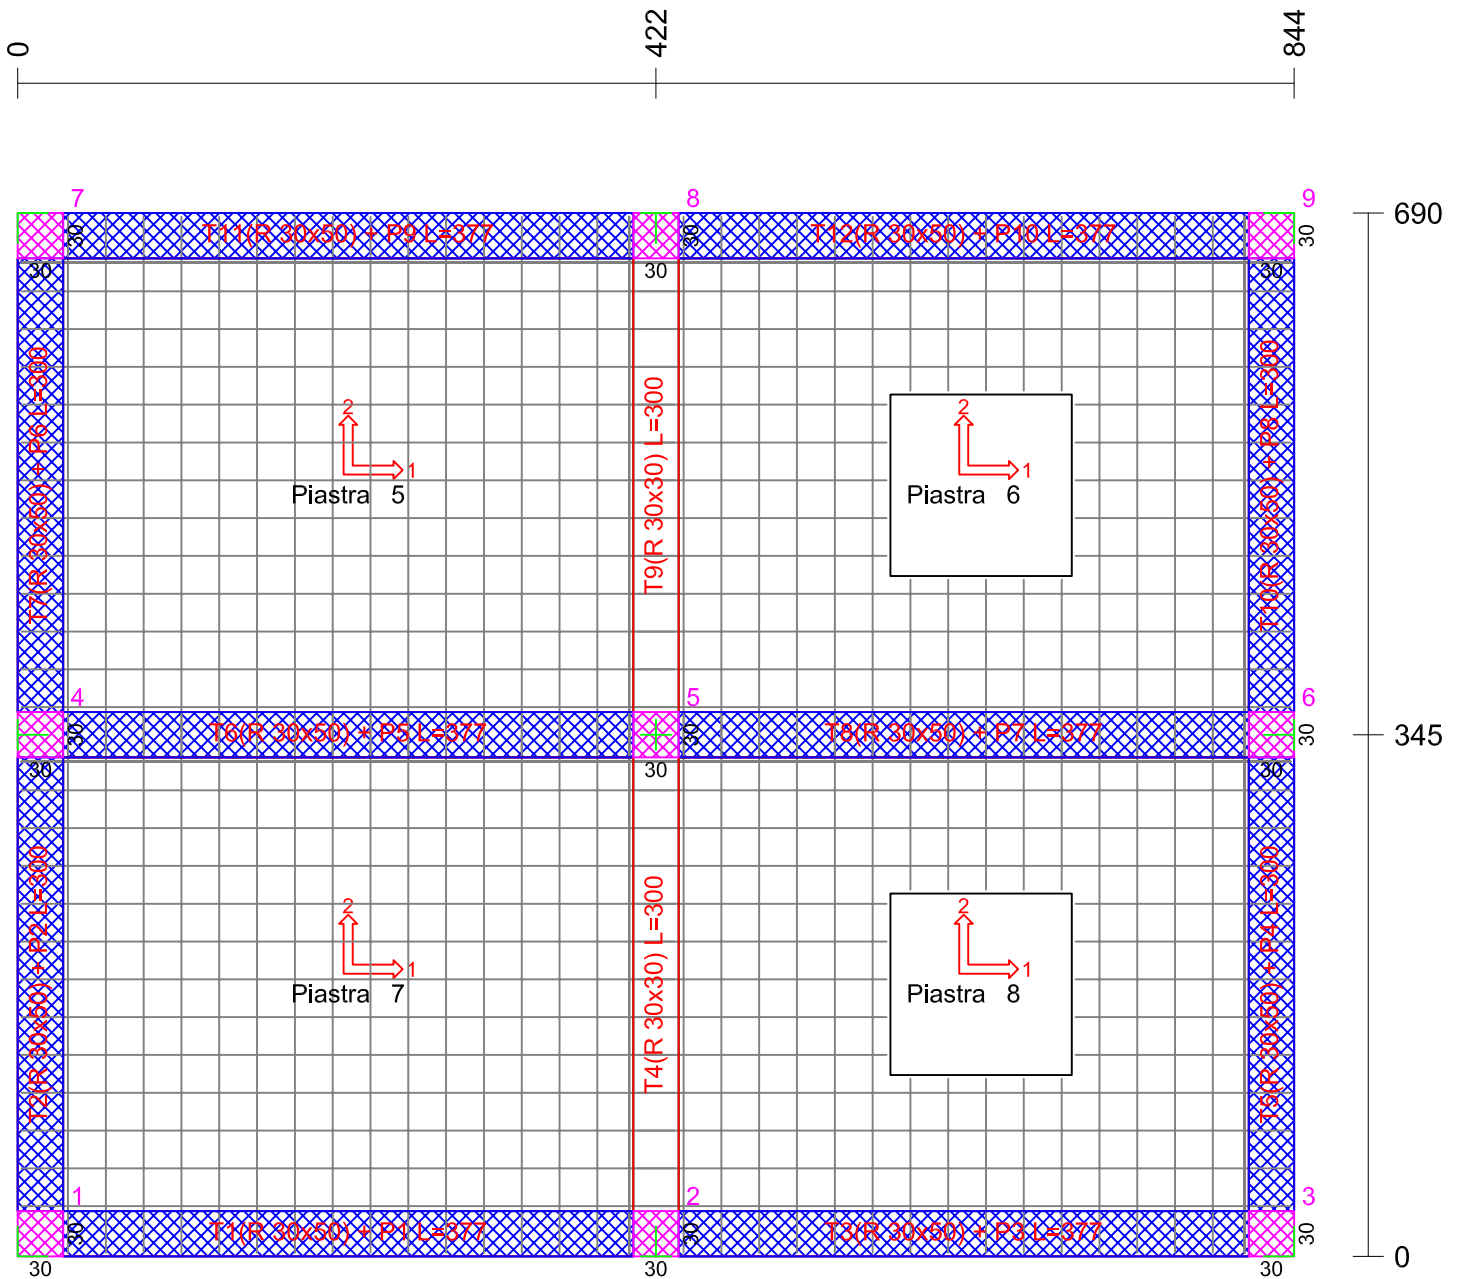 0
422
844
7
8
9
690
T11(R 30x50) + P9 L=377
T12(R 30x50) + P10 L=377
30
30
30
30
30
30
T7(R 30x50) + P6 L=300
T9(R 30x30) L=300
T10(R 30x50) + P8 L=300
2
1
Piastra 5
2
1
Piastra 6
4
5
6
345
T6(R 30x50) + P5 L=377
T8(R 30x50) + P7 L=377
30
30
30
30
30
30
T2(R 30x50) + P2 L=300
T4(R 30x30) L=300
T5(R 30x50) + P4 L=300
2
1
Piastra 7
2
1
Piastra 8
1
2
3
T1(R 30x50) + P1 L=377
T3(R 30x50) + P3 L=377
30
30
30
0
30
30
30